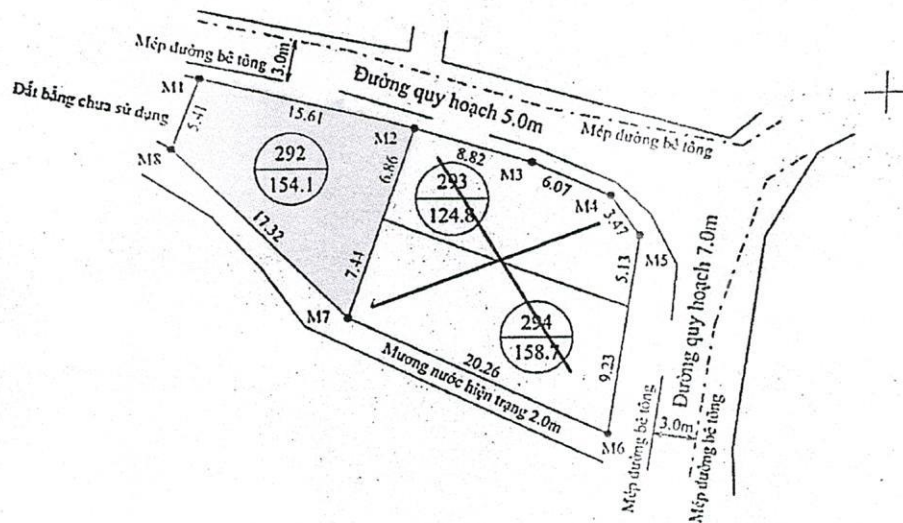 Mép đường bê tông
3.0m
Đường quy hoạch 5.0m
Mép đường bê tông
M1
Đất bằng chưa sử dụng
5.41
15.61
M2
M8
292
154.1
6.86
8.82
M3
6.07
M4
3.47
M5
293
124.8
17.32
7.44
5.13
M7
294
158.7
9.23
20.26
Mương nước hiện trạng 2.0m
M6
Mép đường bê tông
3.0m
Đường quy hoạch 7.0m
Mép đường bê tông